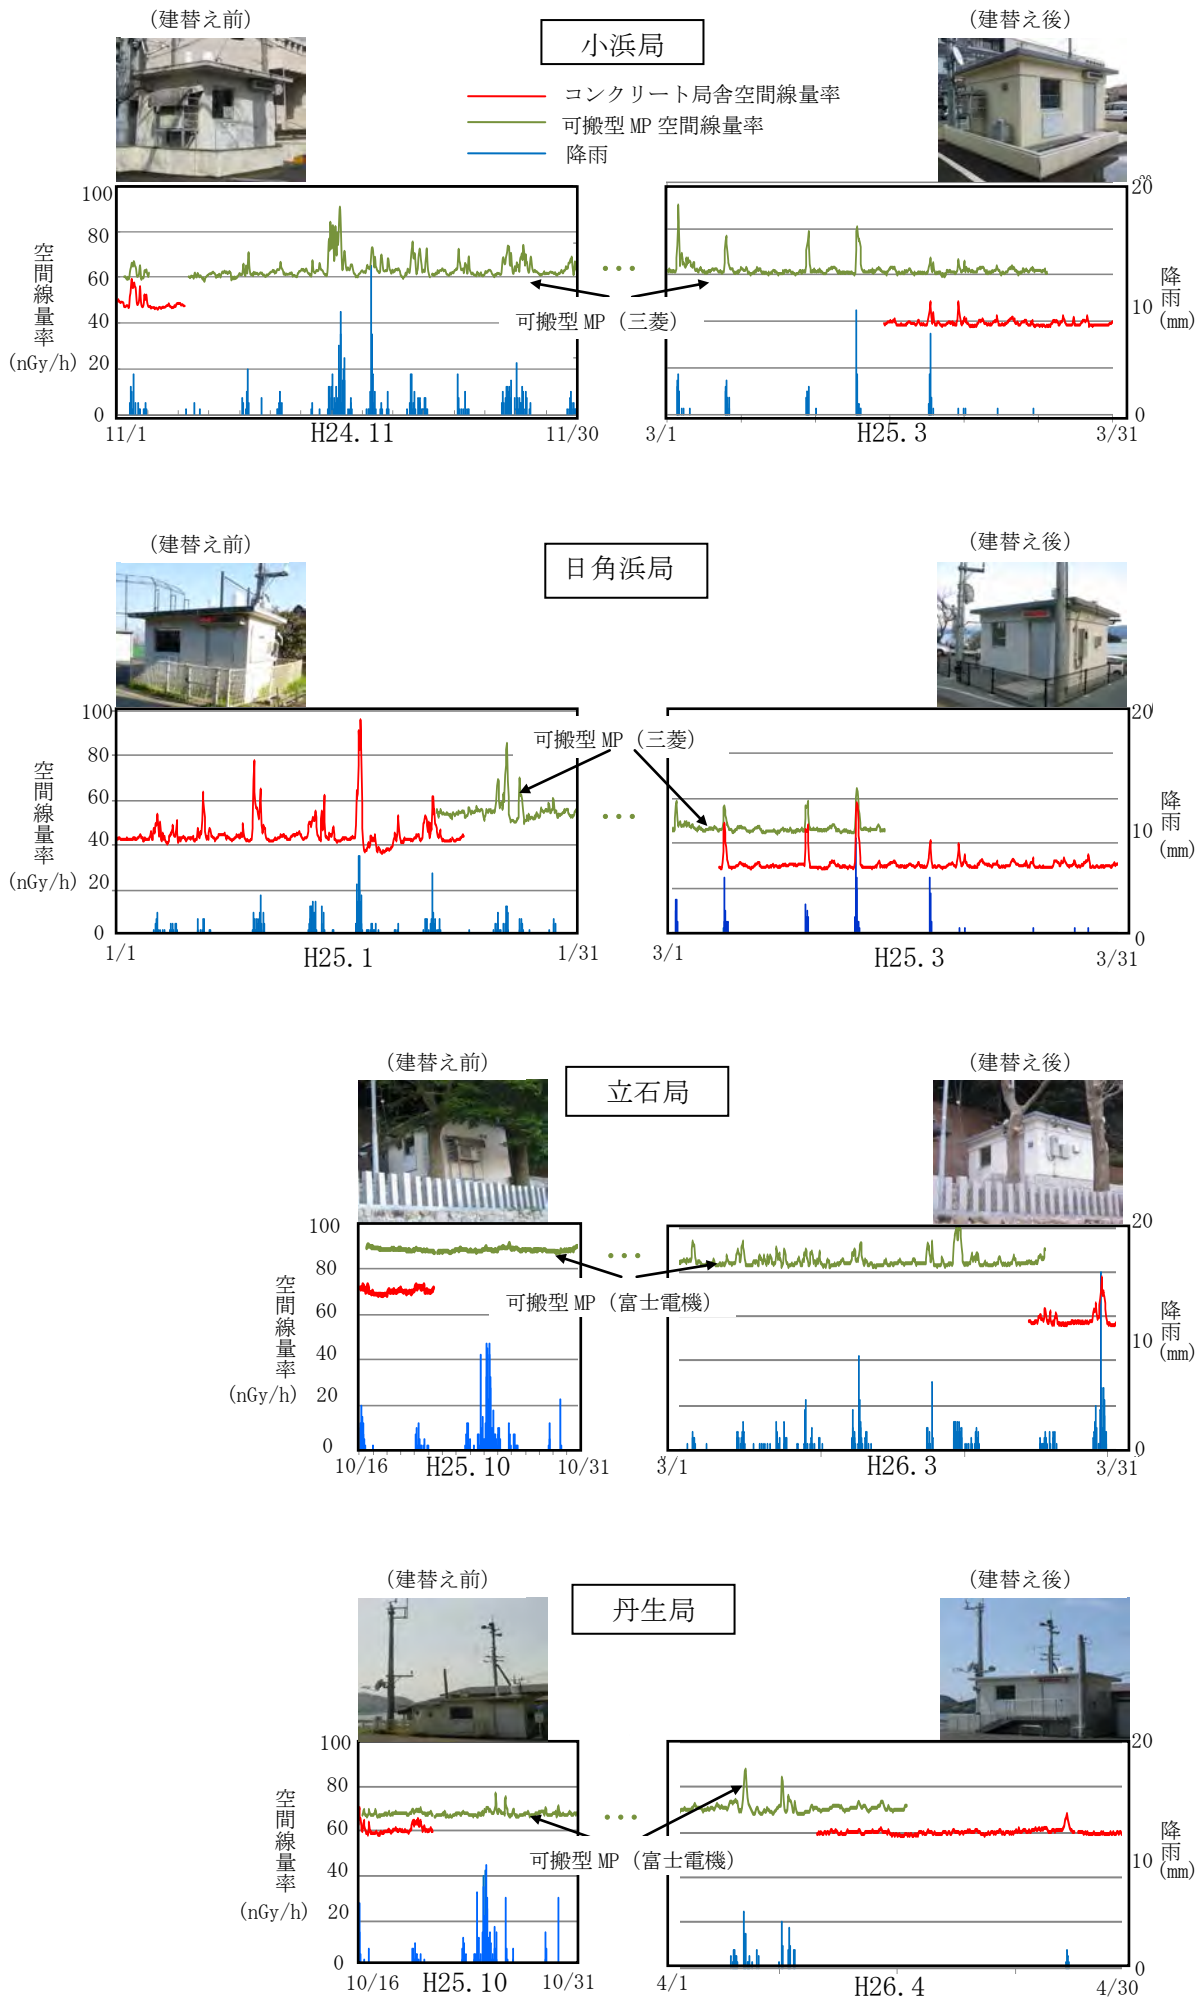 (建替え前)
小浜局
(建替え後)
コンクリート局舎空間線量率
可搬型 MP 空間線量率
降雨
100
80
60
40
20
0
空間線量率
(nGy/h)
20
10
0
降雨
(mm)
・・・
可搬型 MP（三菱）
11/1
H24.11
11/30
3/1
H25.3
3/31
(建替え前)
日角浜局
(建替え後)
100
80
60
40
20
0
空間線量率
(nGy/h)
20
10
0
降雨
(mm)
可搬型 MP（三菱）
・・・
1/1
H25.1
1/31
3/1
H25.3
3/31
(建替え前)
立石局
(建替え後)
100
80
60
40
20
0
空間線量率
(nGy/h)
20
10
0
降雨
(mm)
・・・
可搬型 MP（富士電機）
10/16
H25.10
10/31
3/1
H26.3
3/31
(建替え前)
丹生局
(建替え後)
100
80
60
40
20
0
空間線量率
(nGy/h)
20
10
0
降雨
(mm)
・・・
可搬型 MP（富士電機）
10/16
H25.10
10/31
4/1
H26.4
4/30